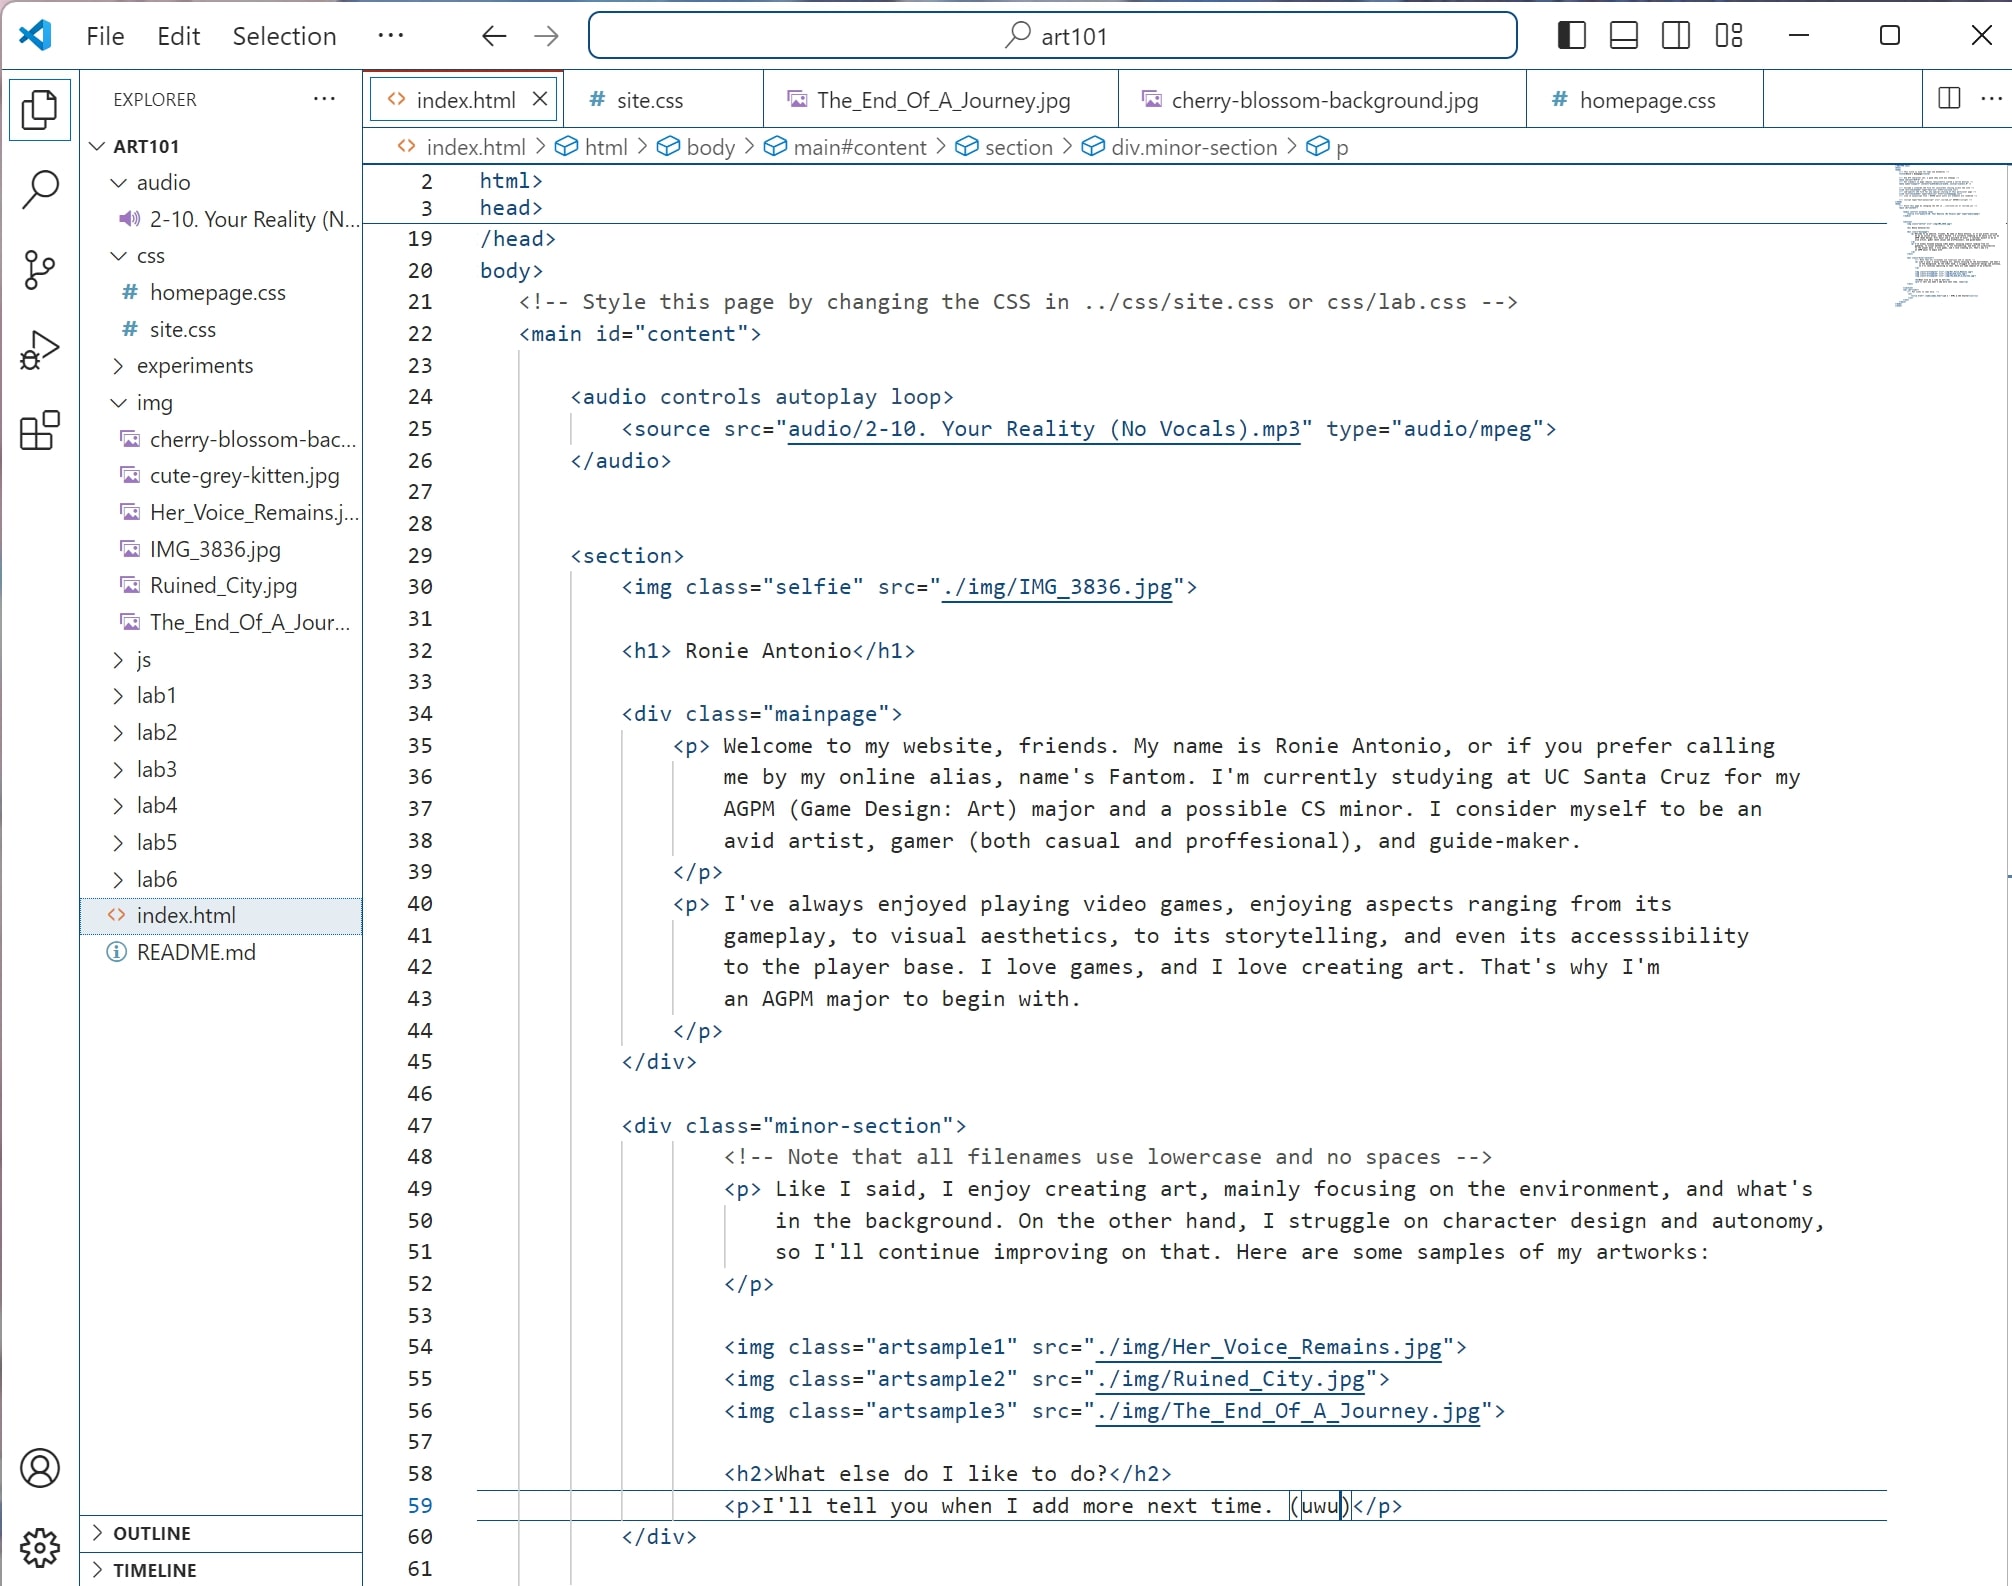 File Edit Selection ··· art101
EXPLORER ···
ART101
audio
2-10. Your Reality (N...
css
# homepage.css
# site.css
experiments
img
cherry-blossom-bac...
cute-grey-kitten.jpg
Her_Voice_Remains.j...
IMG_3836.jpg
Ruined_City.jpg
The_End_Of_A_Jour...
js
lab1
lab2
lab3
lab4
lab5
lab6
<> index.html
README.md
OUTLINE
TIMELINE
<> index.html # site.css The_End_Of_A_Journey.jpg cherry-blossom-background.jpg # homepage.css ···
<> index.html > html > body > main#content > section > div.minor-section > p
2 html>
3 head>
19 /head>
20 body>
21 <!-- Style this page by changing the CSS in ../css/site.css or css/lab.css -->
22 <main id="content">
23
24 <audio controls autoplay loop>
25 <source src="audio/2-10. Your Reality (No Vocals).mp3" type="audio/mpeg">
26 </audio>
27
28
29 <section>
30 <img class="selfie" src="./img/IMG_3836.jpg">
31
32 <h1> Ronie Antonio</h1>
33
34 <div class="mainpage">
35 <p> Welcome to my website, friends. My name is Ronie Antonio, or if you prefer calling
36 me by my online alias, name's Fantom. I'm currently studying at UC Santa Cruz for my
37 AGPM (Game Design: Art) major and a possible CS minor. I consider myself to be an
38 avid artist, gamer (both casual and proffesional), and guide-maker.
39 </p>
40 <p> I've always enjoyed playing video games, enjoying aspects ranging from its
41 gameplay, to visual aesthetics, to its storytelling, and even its accesssibility
42 to the player base. I love games, and I love creating art. That's why I'm
43 an AGPM major to begin with.
44 </p>
45 </div>
46
47 <div class="minor-section">
48 <!-- Note that all filenames use lowercase and no spaces -->
49 <p> Like I said, I enjoy creating art, mainly focusing on the environment, and what's
50 in the background. On the other hand, I struggle on character design and autonomy,
51 so I'll continue improving on that. Here are some samples of my artworks:
52 </p>
53
54 <img class="artsample1" src="./img/Her_Voice_Remains.jpg">
55 <img class="artsample2" src="./img/Ruined_City.jpg">
56 <img class="artsample3" src="./img/The_End_Of_A_Journey.jpg">
57
58 <h2>What else do I like to do?</h2>
59 <p>I'll tell you when I add more next time. (uwu)</p>
60 </div>
61